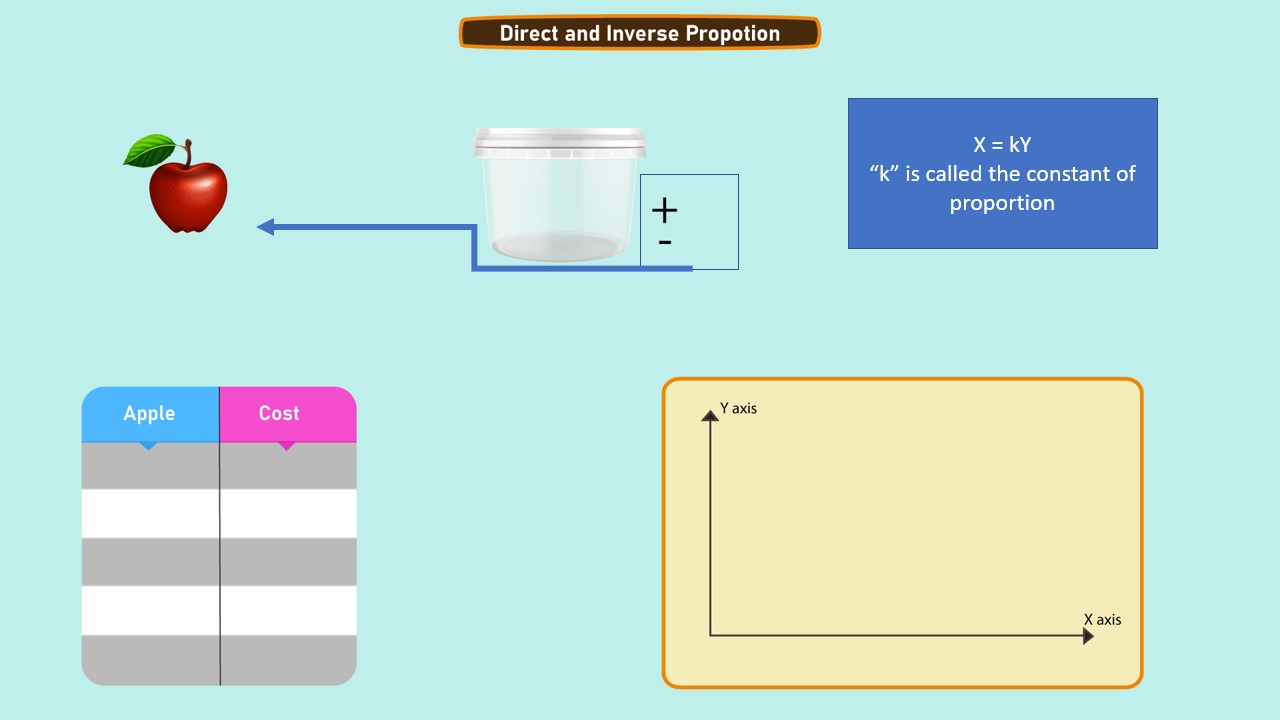 Direct and Inverse Propotion
X = kY
“k” is called the constant of
proportion
+
-
Apple
Cost
Y axis
X axis